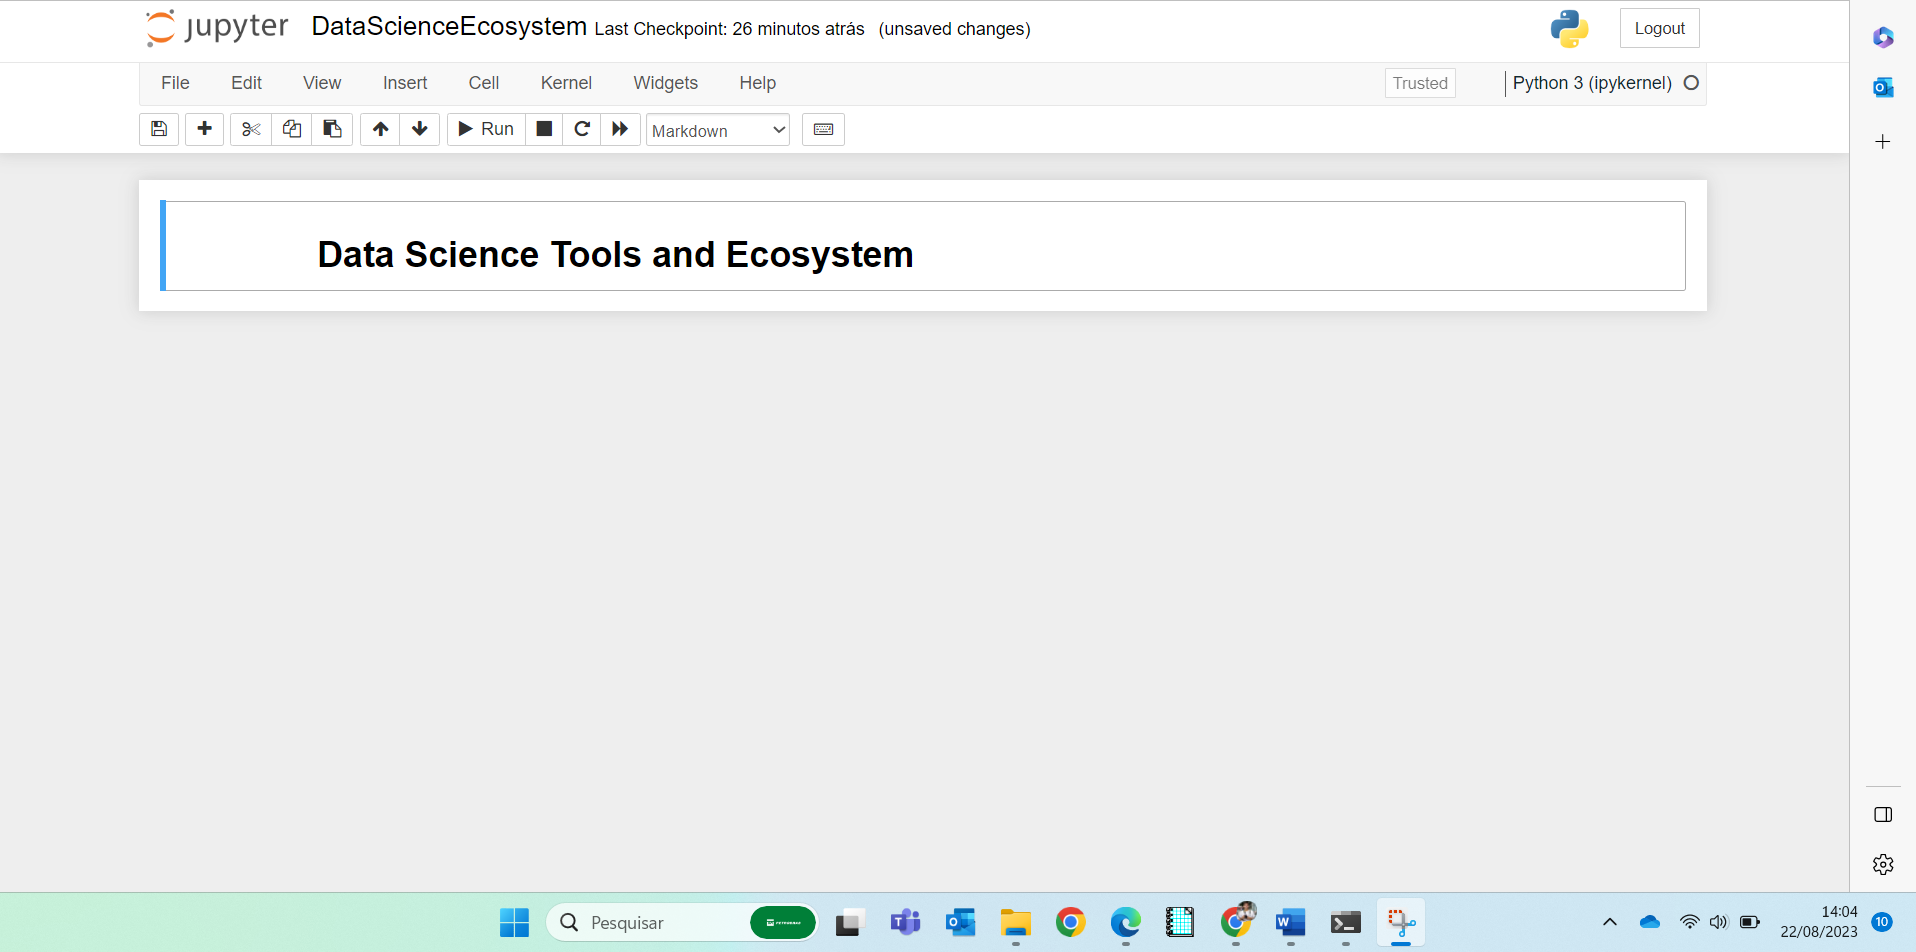 jupyter DataScienceEcosystem Last Checkpoint: 26 minutos atrás (unsaved changes) Logout
File Edit View Insert Cell Kernel Widgets Help Trusted Python 3 (ipykernel)
Run Markdown
Data Science Tools and Ecosystem
Pesquisar
14:04
22/08/2023
10